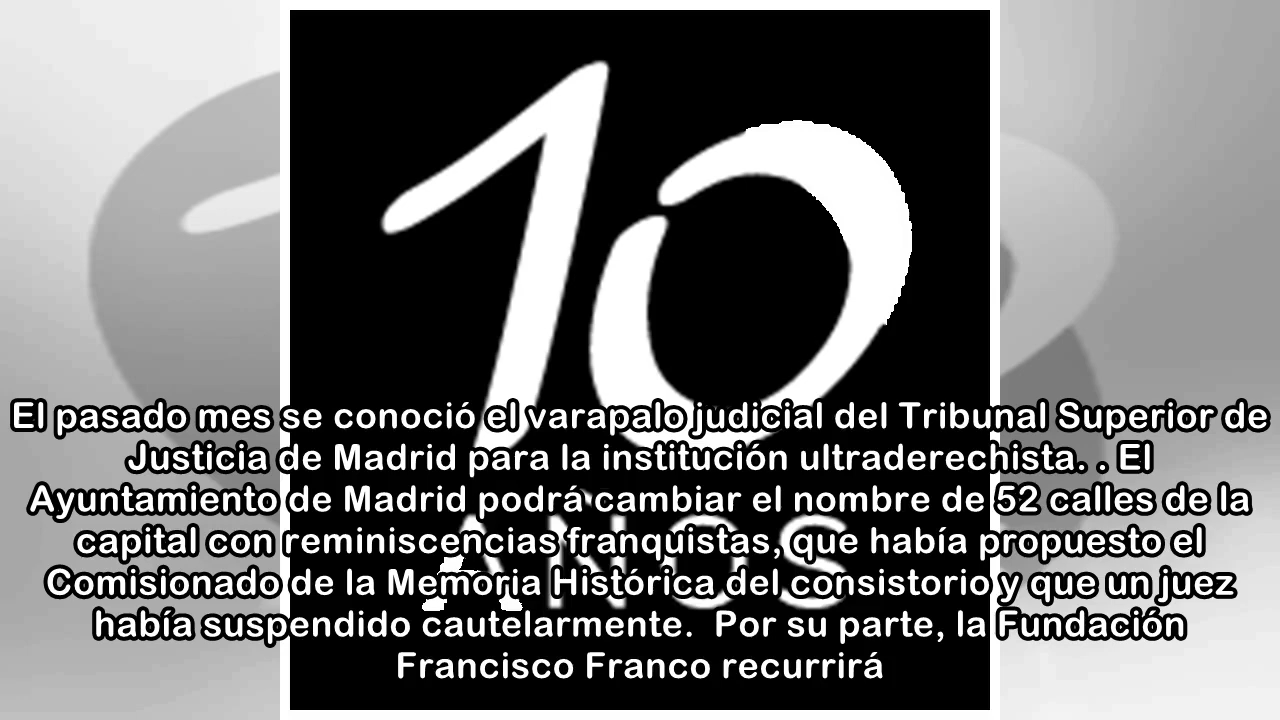 10
AÑOS
El pasado mes se conoció el varapalo judicial del Tribunal Superior de
Justicia de Madrid para la institución ultraderechista. . El
Ayuntamiento de Madrid podrá cambiar el nombre de 52 calles de la
capital con reminiscencias franquistas, que había propuesto el
Comisionado de la Memoria Histórica del consistorio y que un juez
había suspendido cautelarmente.  Por su parte, la Fundación
Francisco Franco recurrirá